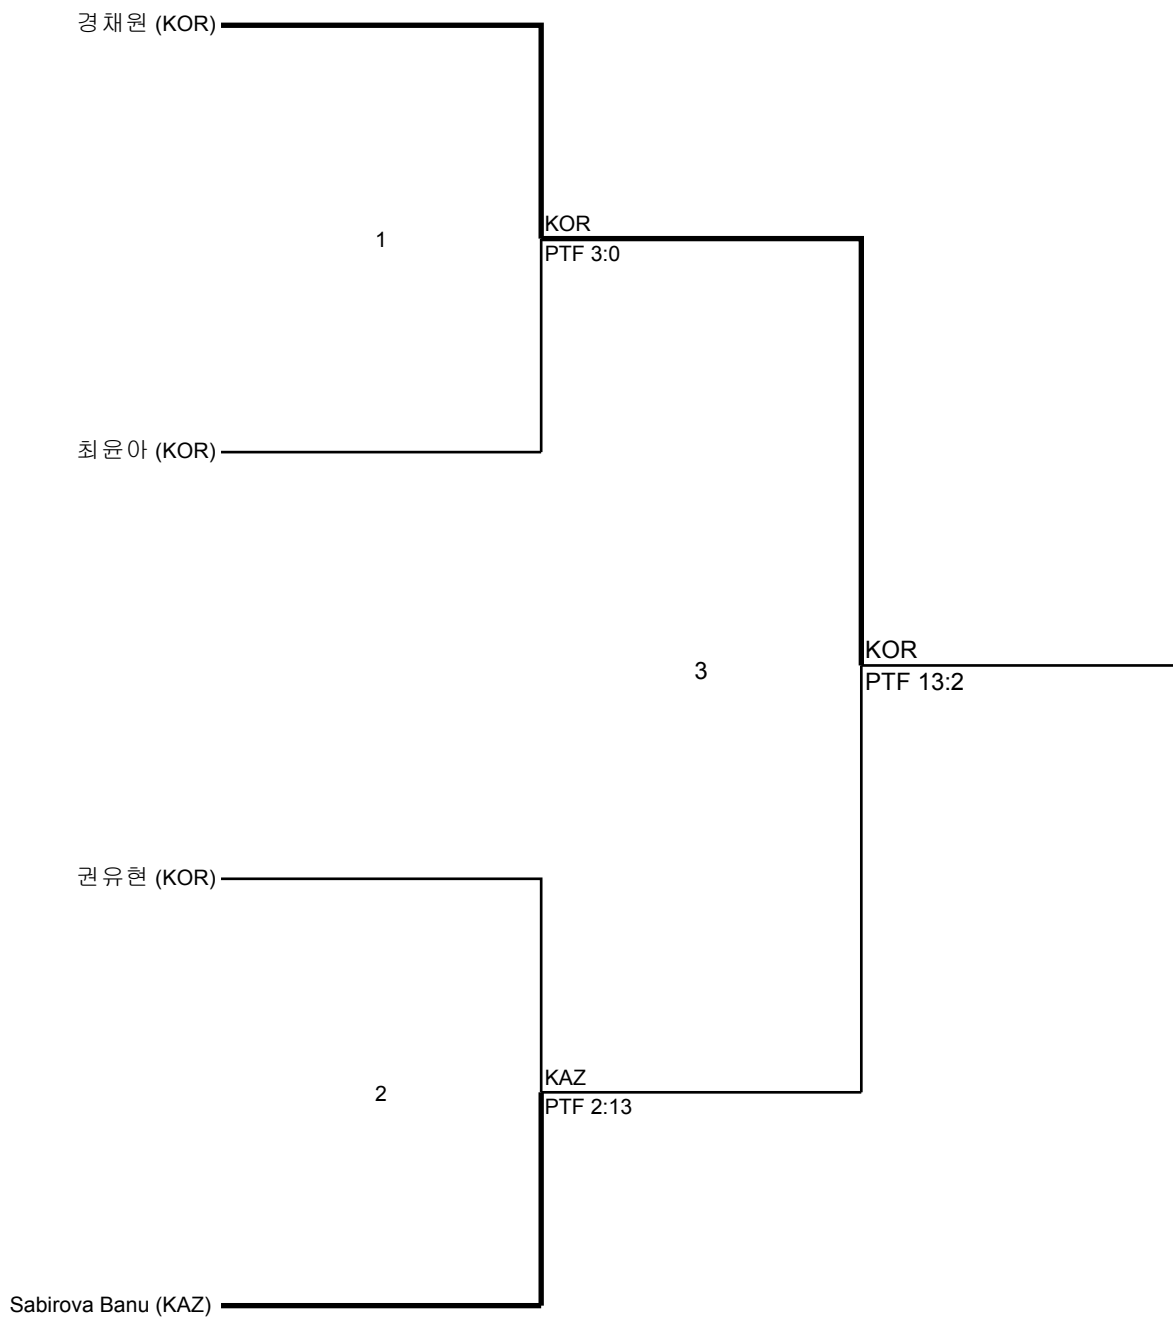 경채원 (KOR)
KOR
1
PTF 3:0
최윤아 (KOR)
KOR
3
PTF 13:2
권유현 (KOR)
KAZ
2
PTF 2:13
Sabirova Banu (KAZ)